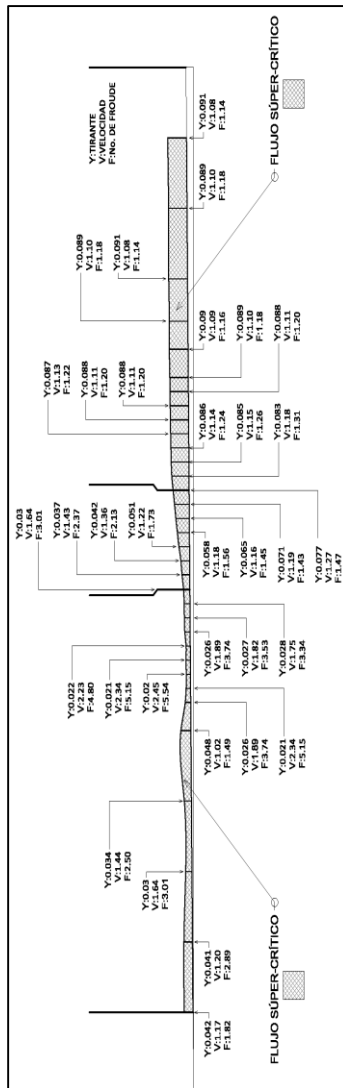 Y:TIRANTE
V:VELOCIDAD
F:No. DE FROUDE
Y:0.03
V:1.64
F:3.01
Y:0.034
V:1.44
F:2.50
Y:0.022
V:2.23
F:4.80
Y:0.021
V:2.34
F:5.15
Y:0.02
V:2.45
F:5.54
Y:0.03
V:1.64
F:3.01
Y:0.037
V:1.43
F:2.37
Y:0.042
V:1.36
F:2.13
Y:0.051
V:1.22
F:1.73
Y:0.087
V:1.13
F:1.22
Y:0.088
V:1.11
F:1.20
Y:0.088
V:1.11
F:1.20
Y:0.089
V:1.10
F:1.18
Y:0.091
V:1.08
F:1.14
Y:0.042
V:1.17
F:1.82
Y:0.041
V:1.20
F:2.89
Y:0.048
V:1.02
F:1.49
Y:0.026
V:1.89
F:3.74
Y:0.021
V:2.34
F:5.15
Y:0.026
V:1.89
F:3.74
Y:0.027
V:1.82
F:3.53
Y:0.028
V:1.75
F:3.34
Y:0.058
V:1.18
F:1.56
Y:0.065
V:1.16
F:1.45
Y:0.071
V:1.19
F:1.43
Y:0.077
V:1.27
F:1.47
Y:0.086
V:1.14
F:1.24
Y:0.085
V:1.15
F:1.26
Y:0.083
V:1.18
F:1.31
Y:0.09
V:1.09
F:1.16
Y:0.089
V:1.10
F:1.18
Y:0.088
V:1.11
F:1.20
Y:0.089
V:1.10
F:1.18
Y:0.091
V:1.08
F:1.14
FLUJO SÚPER-CRÍTICO
FLUJO SÚPER-CRÍTICO